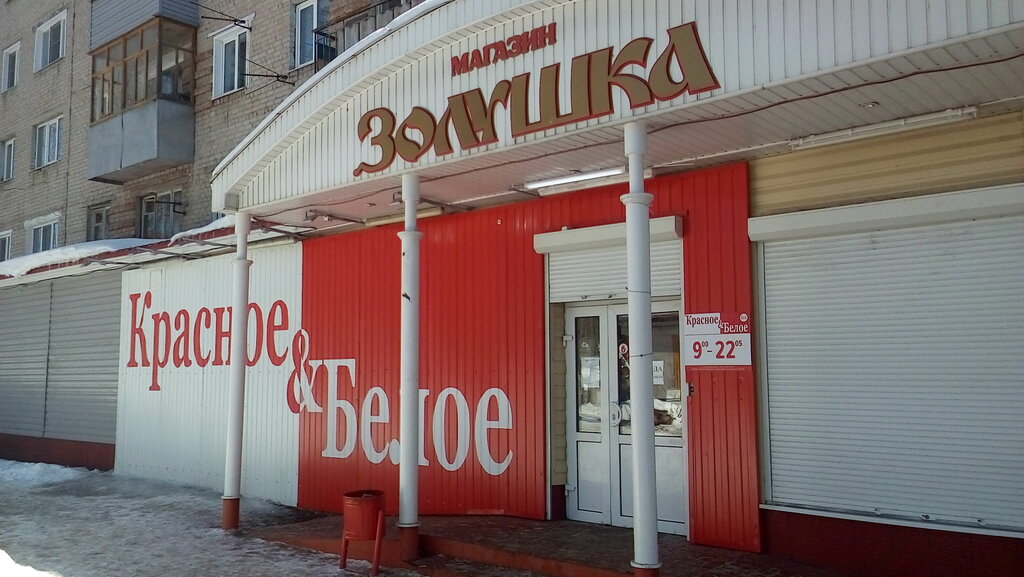 МАГАЗИН
ЗОЛУШКА
Красное
&Белое
Красное
&Белое
9⁰⁰-22⁰⁵